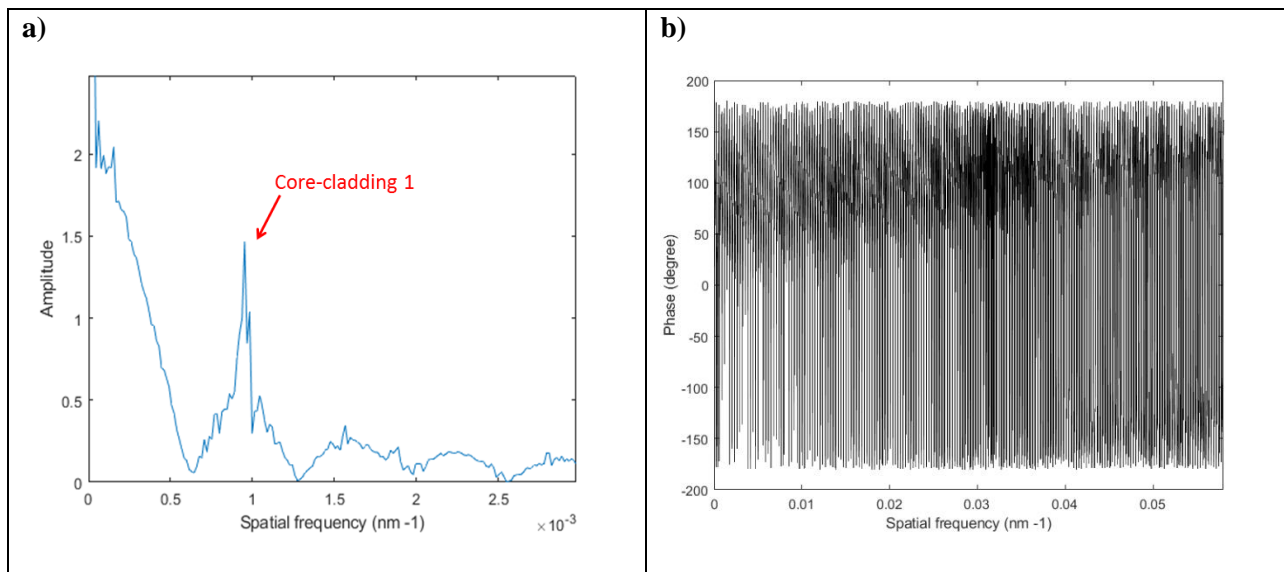 a)
Amplitude
2
1.5
1
0.5
0
Core-cladding 1
0 0.5 1 1.5 2 2.5
×10⁻³
Spatial frequency (nm -1)
b)
Phase (degree)
200
150
100
50
0
-50
-100
-150
-200
0 0.01 0.02 0.03 0.04 0.05
Spatial frequency (nm -1)